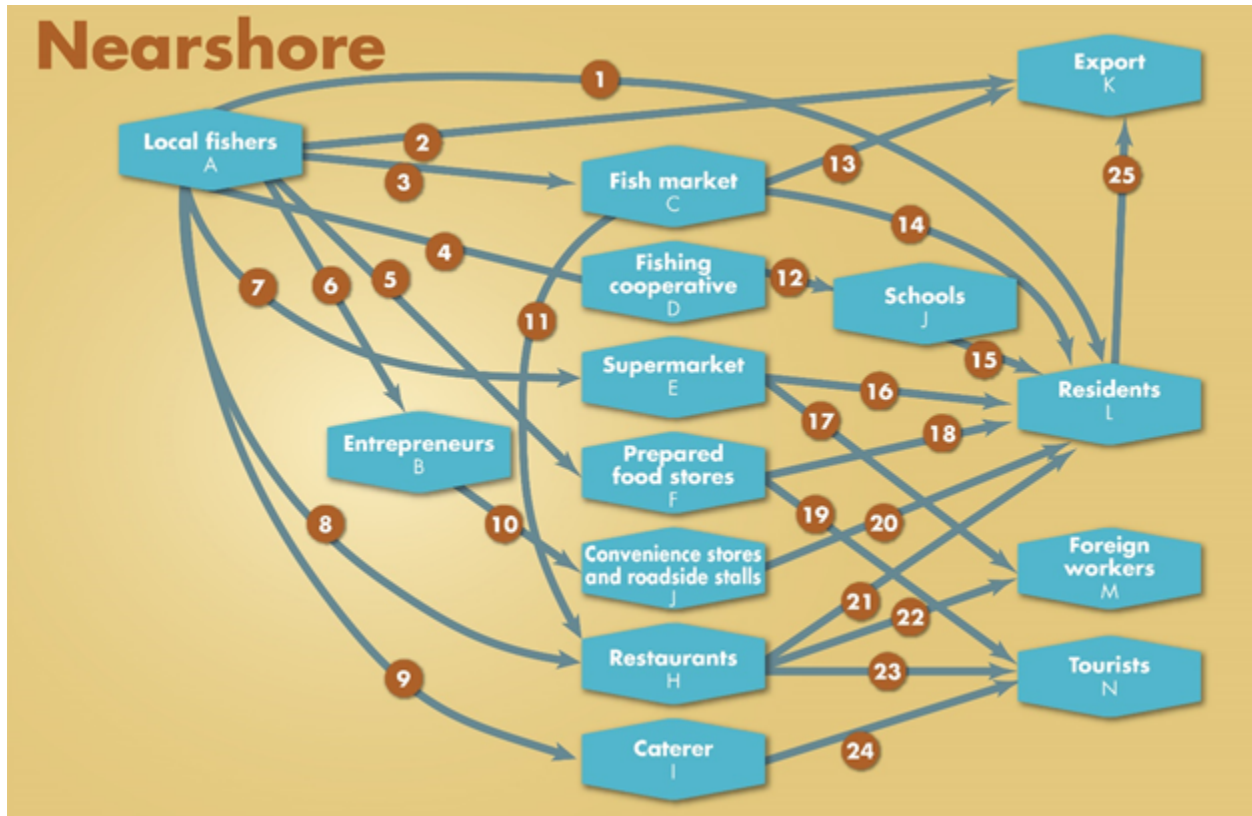 Nearshore
1
Export
K
2
Local fishers
A
3
13
Fish market
C
25
14
4
Fishing
cooperative
D
12
Schools
J
5
6
7
11
15
Supermarket
E
16
Residents
L
17
18
Entrepreneurs
B
Prepared
food stores
F
8
10
19
20
Convenience stores
and roadside stalls
J
Foreign
workers
M
21
22
Restaurants
H
23
Tourists
N
9
Caterer
I
24